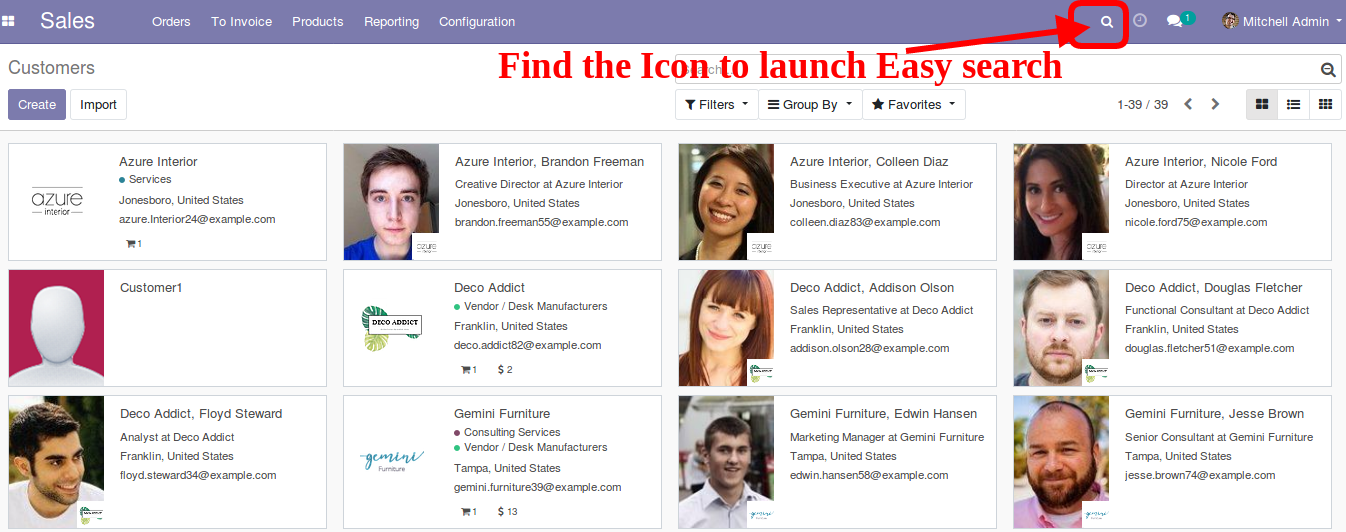 Sales Orders To Invoice Products Reporting Configuration 1 Mitchell Admin
Find the Icon to launch Easy search
Customers Search...
Create Import Filters Group By Favorites 1-39 / 39
Azure Interior
Services
Jonesboro, United States
azure.Interior24@example.com
1
azure
interior
Azure Interior, Brandon Freeman
Creative Director at Azure Interior
Jonesboro, United States
brandon.freeman55@example.com
azure
Azure Interior, Colleen Diaz
Business Executive at Azure Interior
Jonesboro, United States
colleen.diaz83@example.com
azure
Azure Interior, Nicole Ford
Director at Azure Interior
Jonesboro, United States
nicole.ford75@example.com
azure
Customer1
Deco Addict
Vendor / Desk Manufacturers
Franklin, United States
deco.addict82@example.com
1 $ 2
DECO ADDICT
Deco Addict, Addison Olson
Sales Representative at Deco Addict
Franklin, United States
addison.olson28@example.com
Deco Addict, Douglas Fletcher
Functional Consultant at Deco Addict
Franklin, United States
douglas.fletcher51@example.com
Deco Addict, Floyd Steward
Analyst at Deco Addict
Franklin, United States
floyd.steward34@example.com
Gemini Furniture
Consulting Services
Vendor / Desk Manufacturers
Tampa, United States
gemini.furniture39@example.com
1 $ 13
gemini
Furniture
Gemini Furniture, Edwin Hansen
Marketing Manager at Gemini Furniture
Tampa, United States
edwin.hansen58@example.com
gemini
Gemini Furniture, Jesse Brown
Senior Consultant at Gemini Furniture
Tampa, United States
jesse.brown74@example.com
gemini